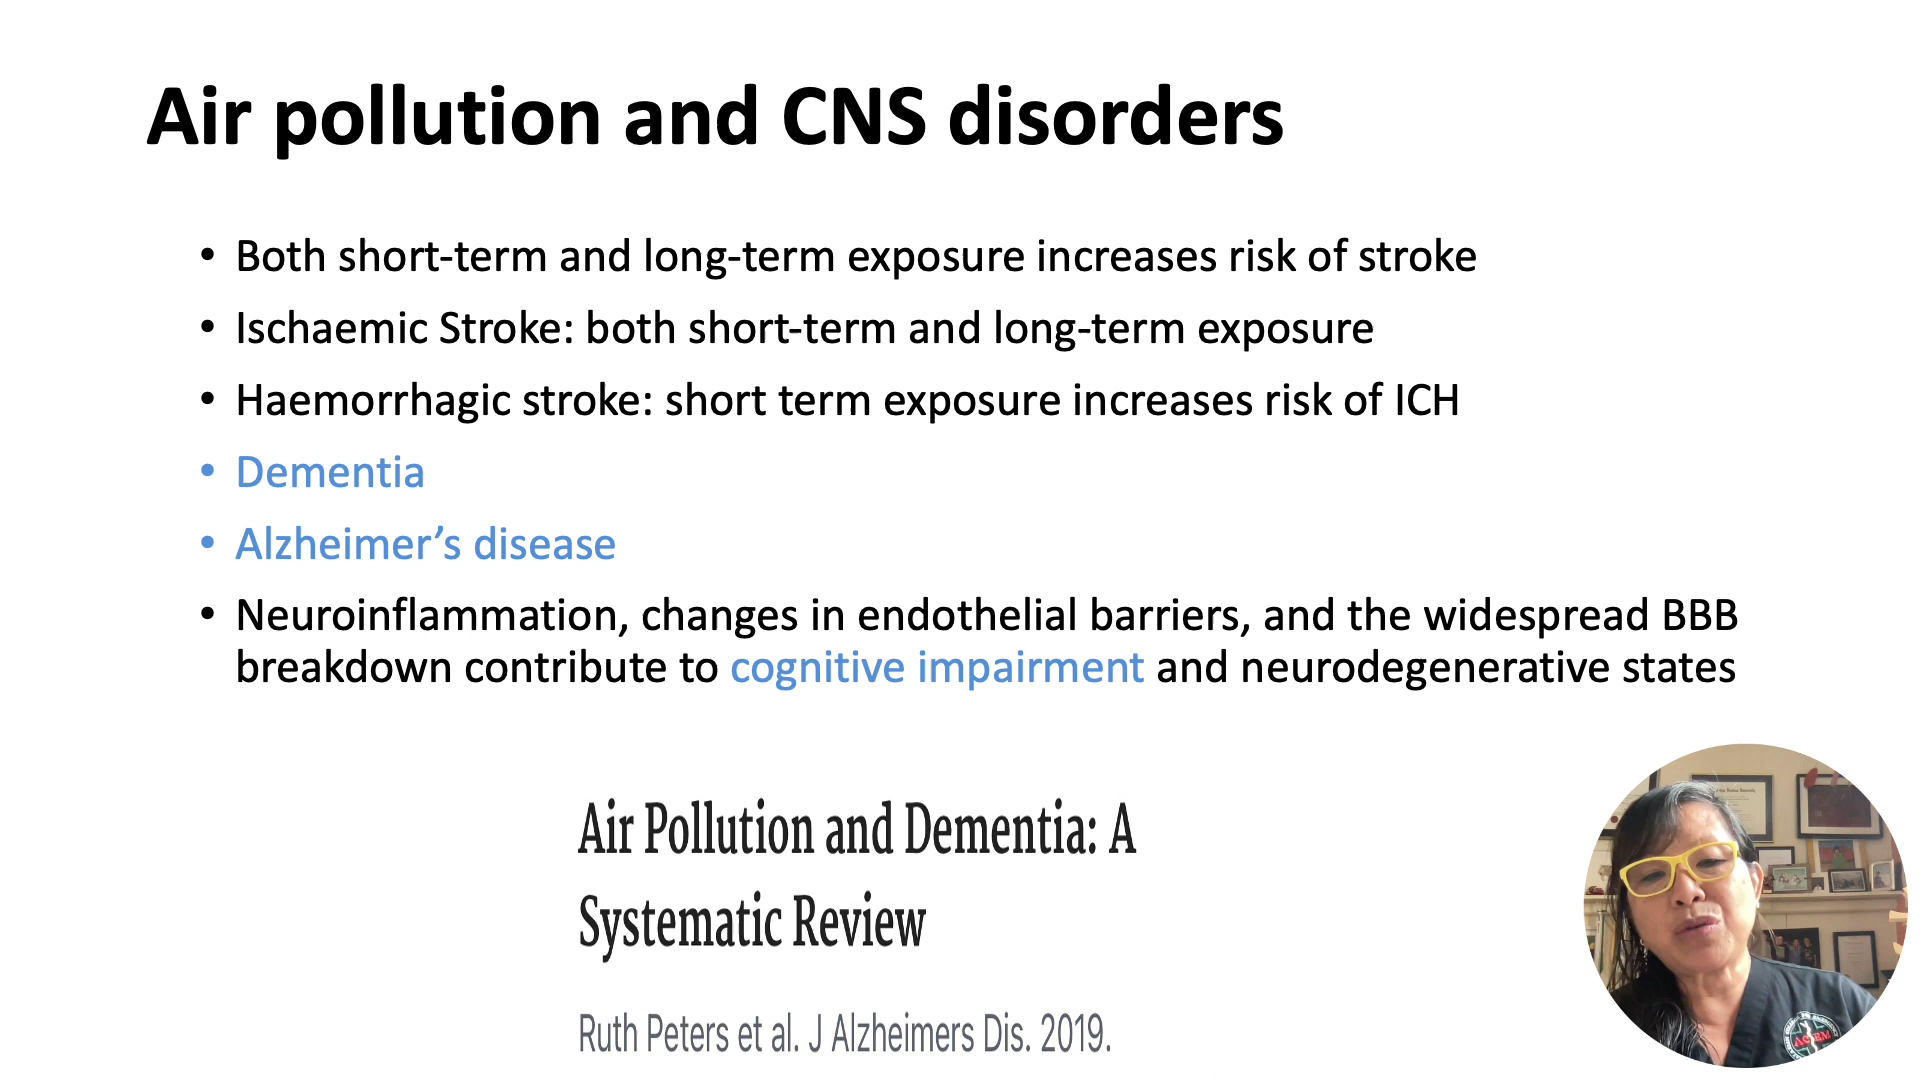 Air pollution and CNS disorders
• Both short-term and long-term exposure increases risk of stroke
• Ischaemic Stroke: both short-term and long-term exposure
• Haemorrhagic stroke: short term exposure increases risk of ICH
• Dementia
• Alzheimer’s disease
• Neuroinflammation, changes in endothelial barriers, and the widespread BBB
breakdown contribute to cognitive impairment and neurodegenerative states
Air Pollution and Dementia: A
Systematic Review
Ruth Peters et al. J Alzheimers Dis. 2019.